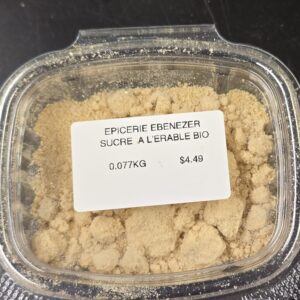 EPICERIE EBENEZER
SUCRE A L'ERABLE BIO
0.077KG $4.49